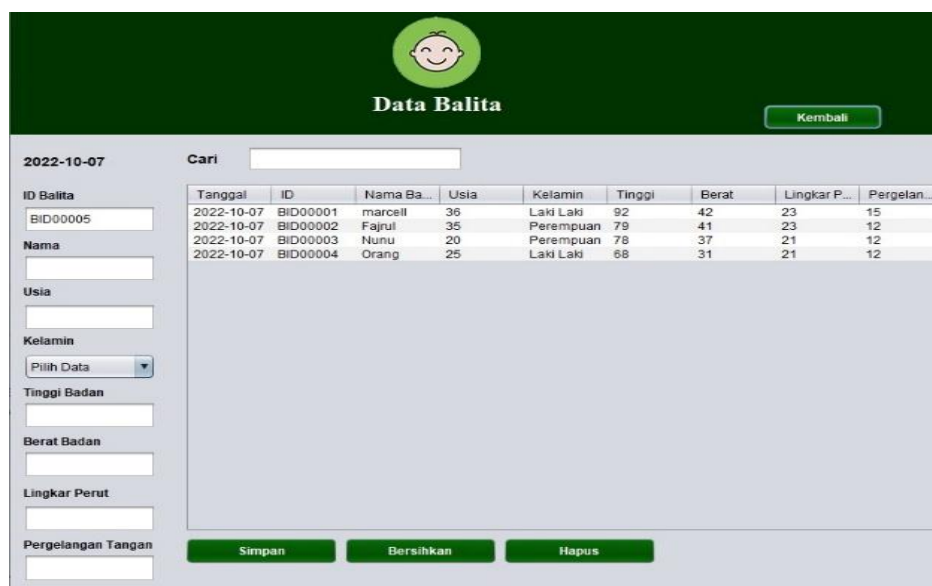 Data Balita
Kembali
2022-10-07
Cari
ID Balita
BID00005
Nama
Usia
Kelamin
Pilih Data
Tinggi Badan
Berat Badan
Lingkar Perut
Pergelangan Tangan
Tanggal ID Nama Ba... Usia Kelamin Tinggi Berat Lingkar P... Pergelan...
2022-10-07 BID00001 marcell 36 Laki Laki 92 42 23 15
2022-10-07 BID00002 Fajrul 35 Perempuan 79 41 23 12
2022-10-07 BID00003 Nunu 20 Perempuan 78 37 21 12
2022-10-07 BID00004 Orang 25 Laki Laki 68 31 21 12
Simpan Bersihkan Hapus